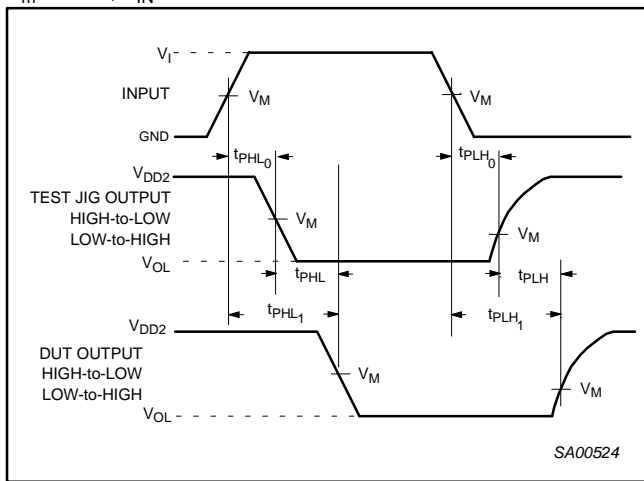 V_I
INPUT
V_M
V_M
GND
t_PHL0
t_PLH0
V_DD2
TEST JIG OUTPUT
HIGH-to-LOW
LOW-to-HIGH
V_M
V_M
V_OL
t_PHL
t_PLH
t_PHL1
t_PLH1
V_DD2
DUT OUTPUT
HIGH-to-LOW
LOW-to-HIGH
V_M
V_M
V_OL
SA00524